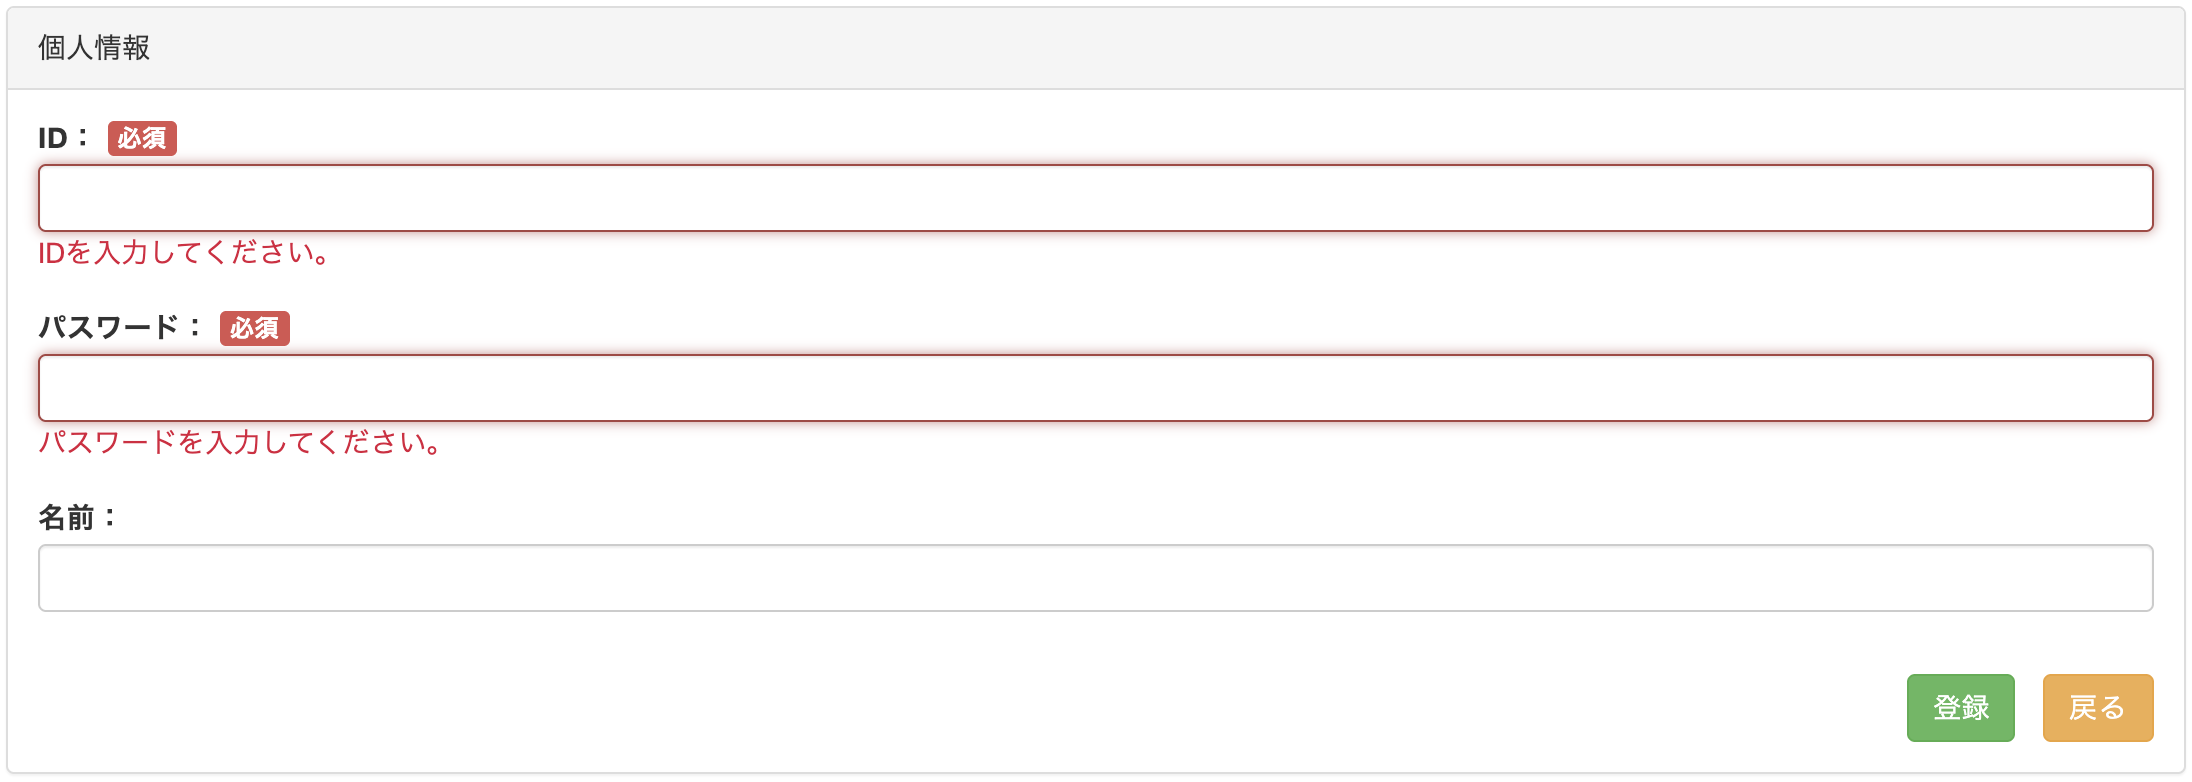 個人情報
ID： 必須
IDを入力してください。
パスワード： 必須
パスワードを入力してください。
名前：
登録 戻る